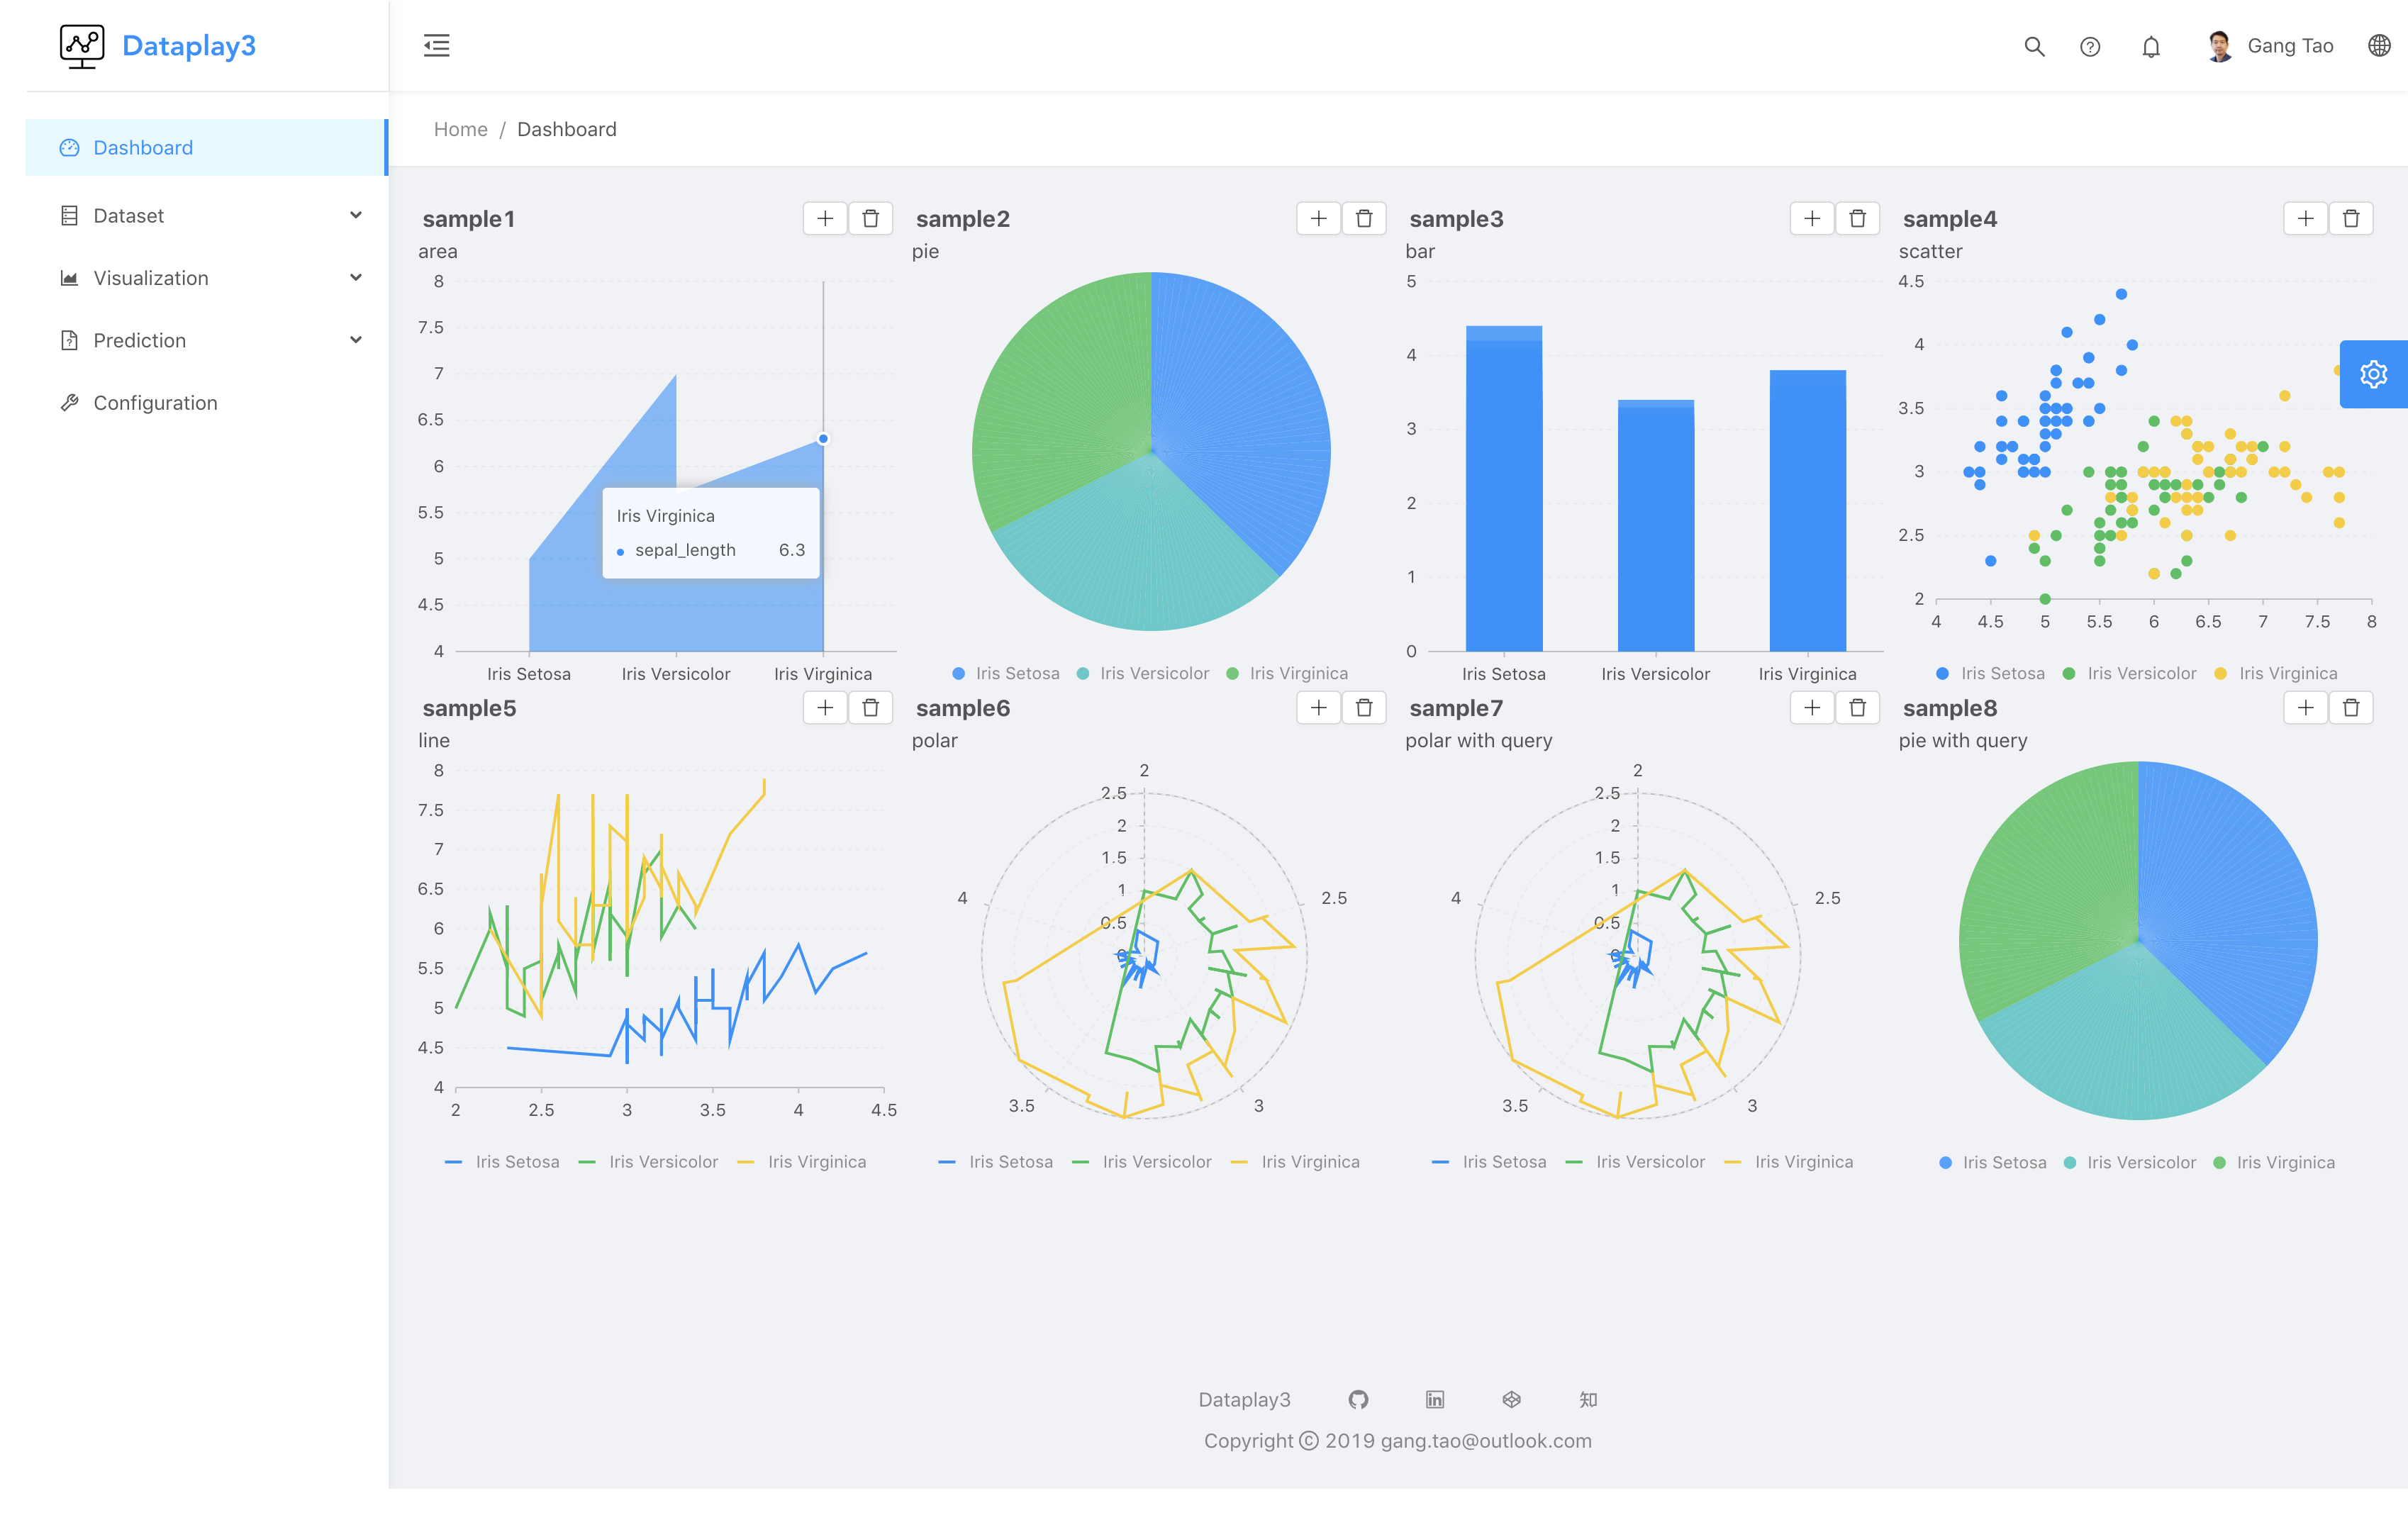 Dataplay3
Gang Tao
Home / Dashboard
Dashboard
Dataset
Visualization
Prediction
Configuration
sample1
area
8
7.5
7
6.5
6
5.5
5
4.5
4
Iris Virginica
sepal_length 6.3
Iris Setosa Iris Versicolor Iris Virginica
sample2
pie
Iris Setosa Iris Versicolor Iris Virginica
sample3
bar
5
4
3
2
1
0
Iris Setosa Iris Versicolor Iris Virginica
sample4
scatter
4.5
4
3.5
3
2.5
2
4 4.5 5 5.5 6 6.5 7 7.5 8
Iris Setosa Iris Versicolor Iris Virginica
sample5
line
8
7.5
7
6.5
6
5.5
5
4.5
4
2 2.5 3 3.5 4 4.5
Iris Setosa Iris Versicolor Iris Virginica
sample6
polar
2
2.5
2
1.5
1
0.5
0
4 2.5
3.5 3
Iris Setosa Iris Versicolor Iris Virginica
sample7
polar with query
2
2.5
2
1.5
1
0.5
0
4 2.5
3.5 3
Iris Setosa Iris Versicolor Iris Virginica
sample8
pie with query
Iris Setosa Iris Versicolor Iris Virginica
Dataplay3 知
Copyright © 2019 gang.tao@outlook.com